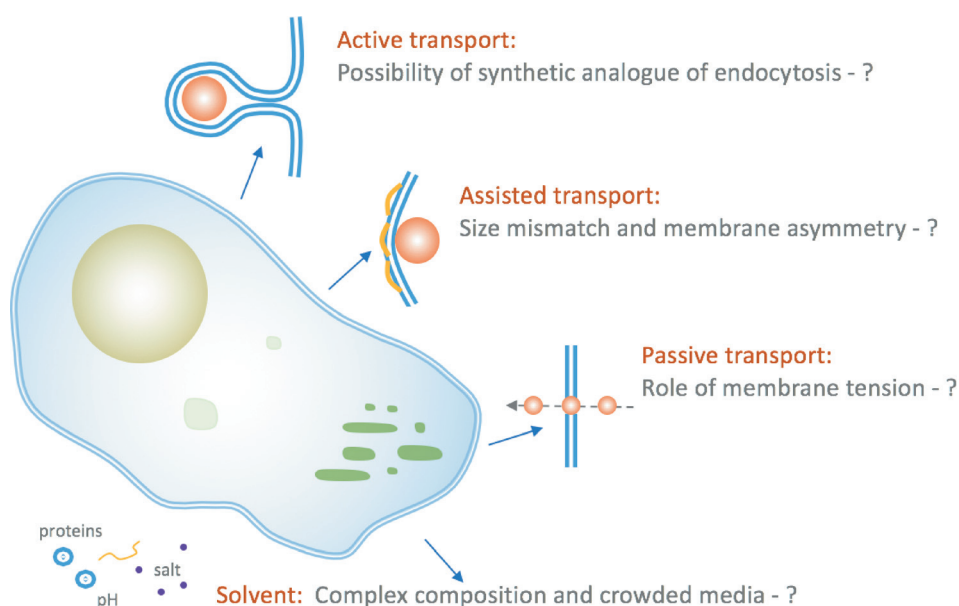 Active transport:
Possibility of synthetic analogue of endocytosis - ?
Assisted transport:
Size mismatch and membrane asymmetry - ?
Passive transport:
Role of membrane tension - ?
proteins
salt
pH
Solvent: Complex composition and crowded media - ?